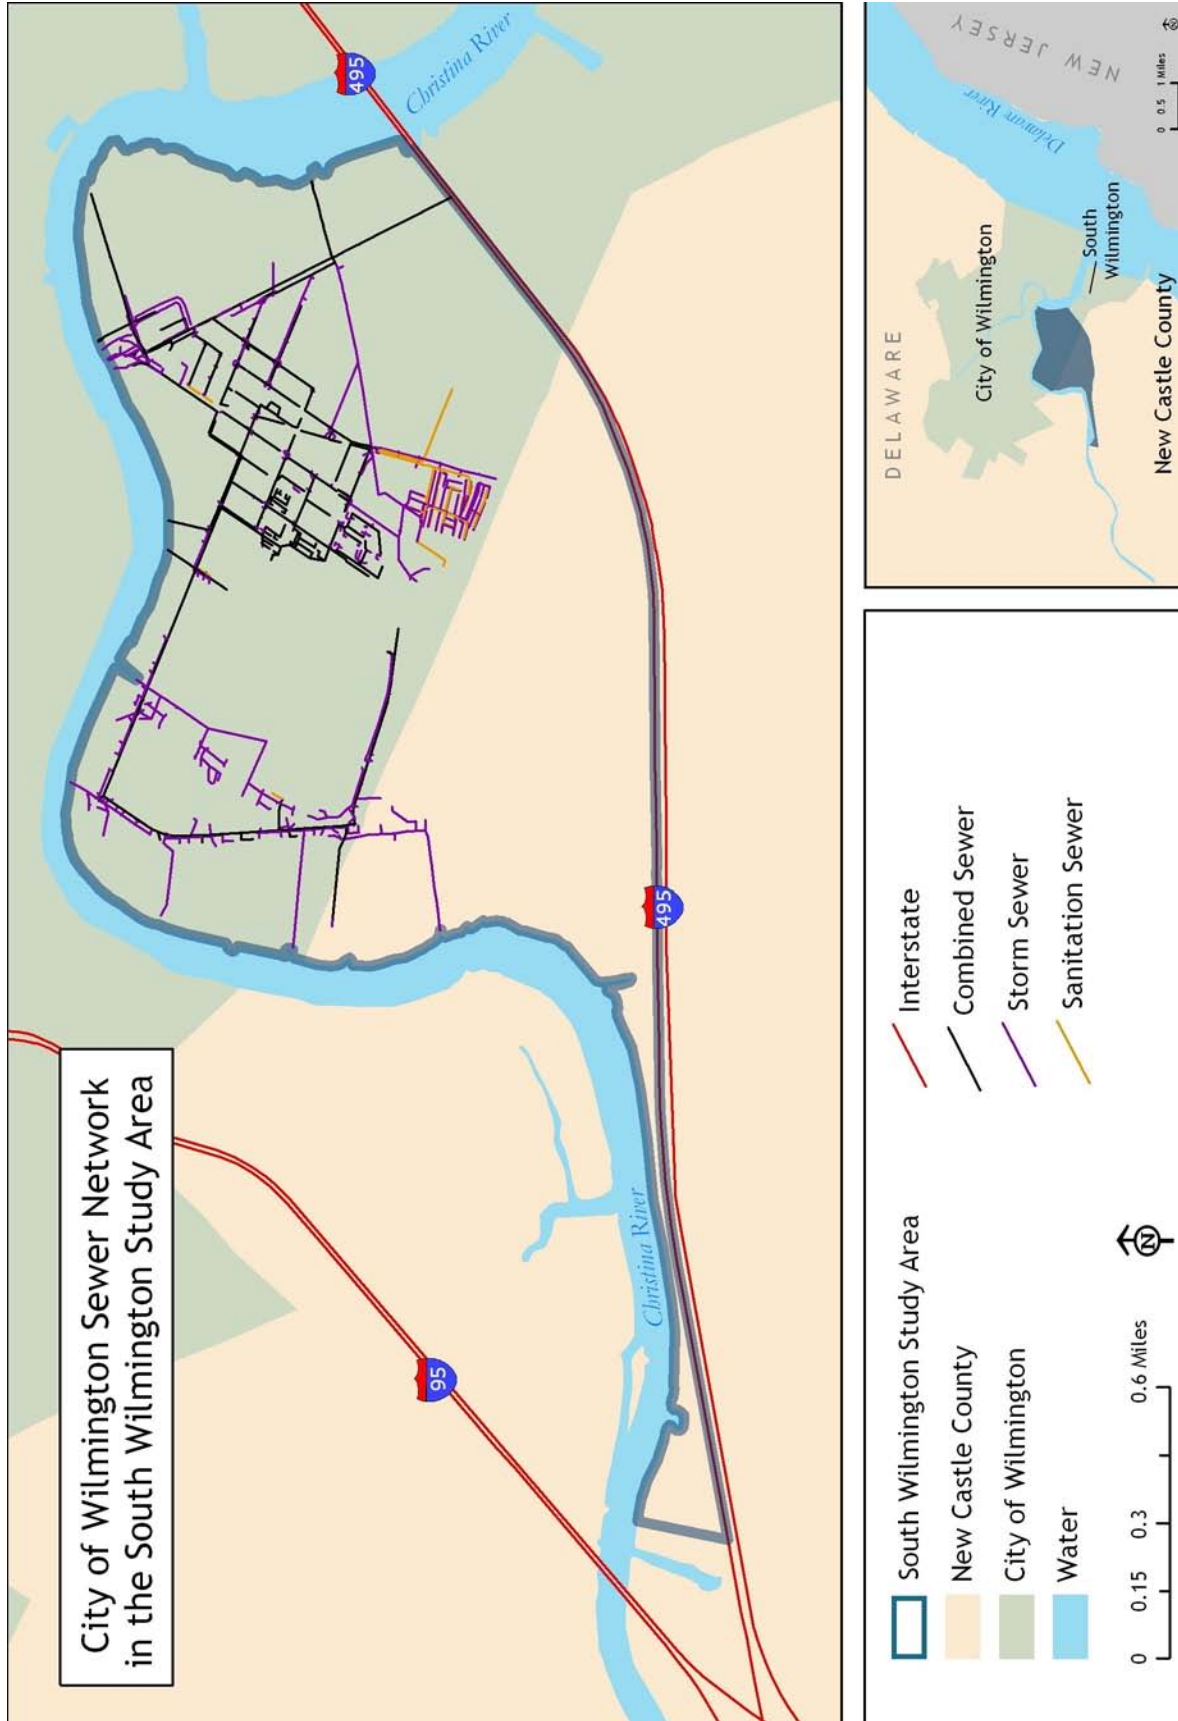 City of Wilmington Sewer Network
in the South Wilmington Study Area
95
495
495
Christina River
Christina River
South Wilmington Study Area
New Castle County
City of Wilmington
Water
Interstate
Combined Sewer
Storm Sewer
Sanitation Sewer
0 0.15 0.3 0.6 Miles
N
DELAWARE
City of Wilmington
South
Wilmington
New Castle County
Delaware River
NEW JERSEY
0 0.5 1 Miles
N